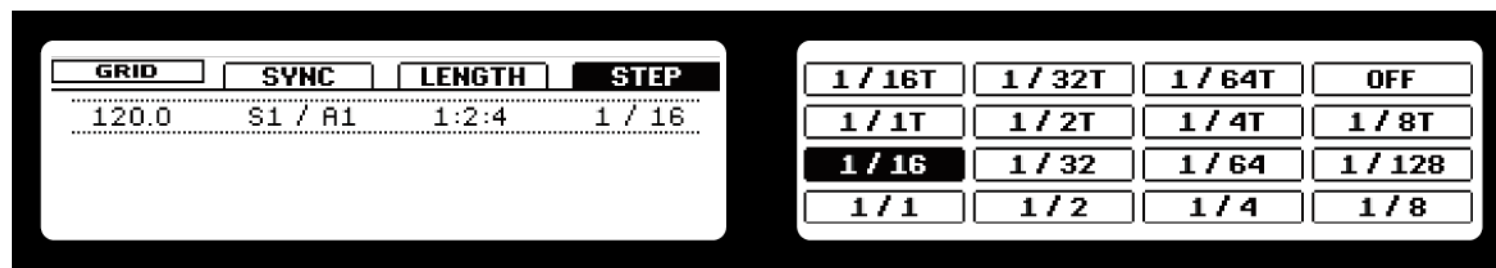 GRID SYNC LENGTH STEP
120.0 S1 / A1 1:2:4 1 / 16
1 / 16T 1 / 32T 1 / 64T OFF
1 / 1T 1 / 2T 1 / 4T 1 / 8T
1 / 16 1 / 32 1 / 64 1 / 128
1 / 1 1 / 2 1 / 4 1 / 8